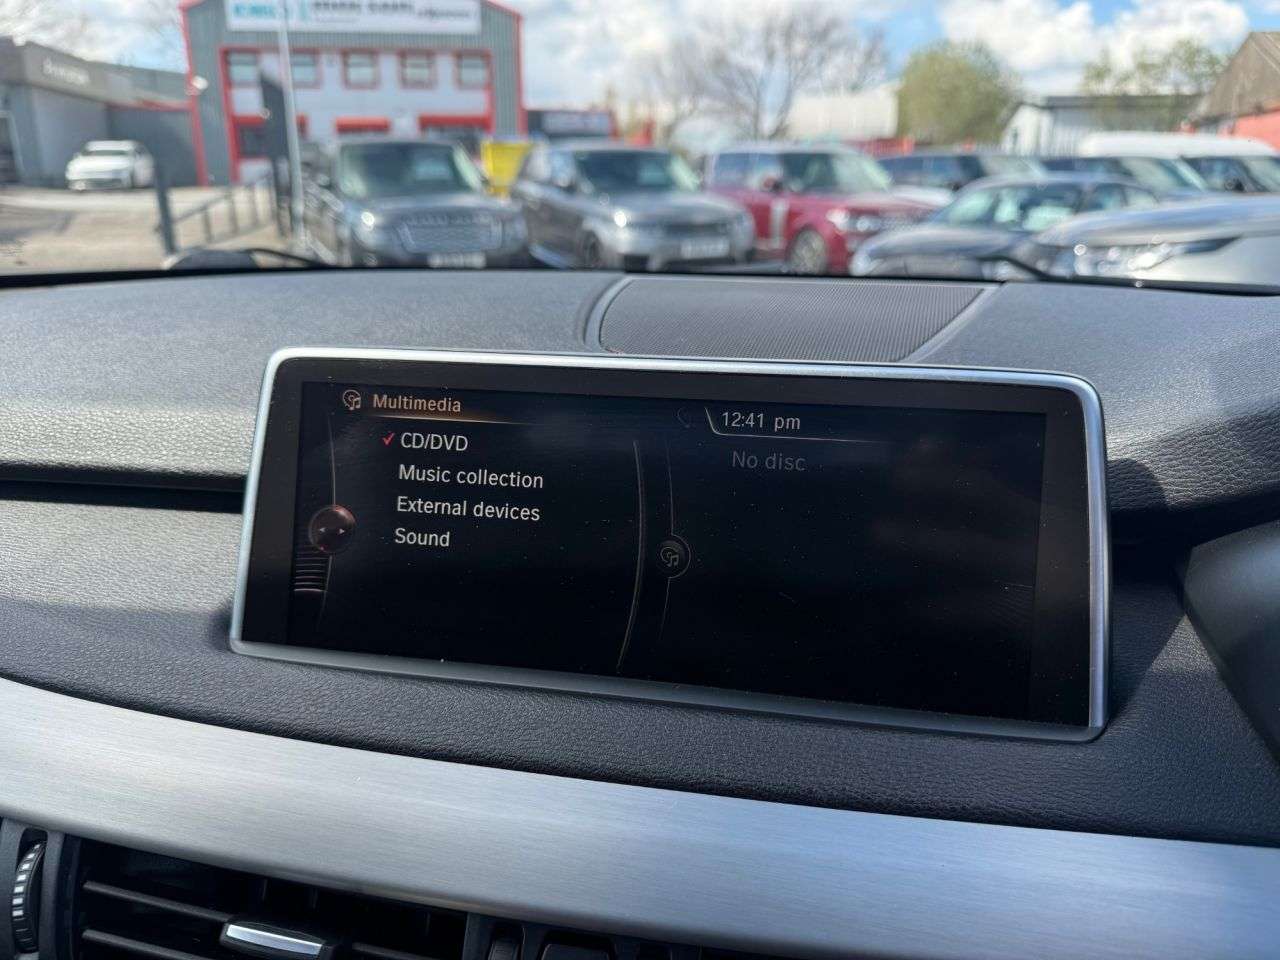 Multimedia
12:41 pm
CD/DVD
No disc
Music collection
External devices
Sound